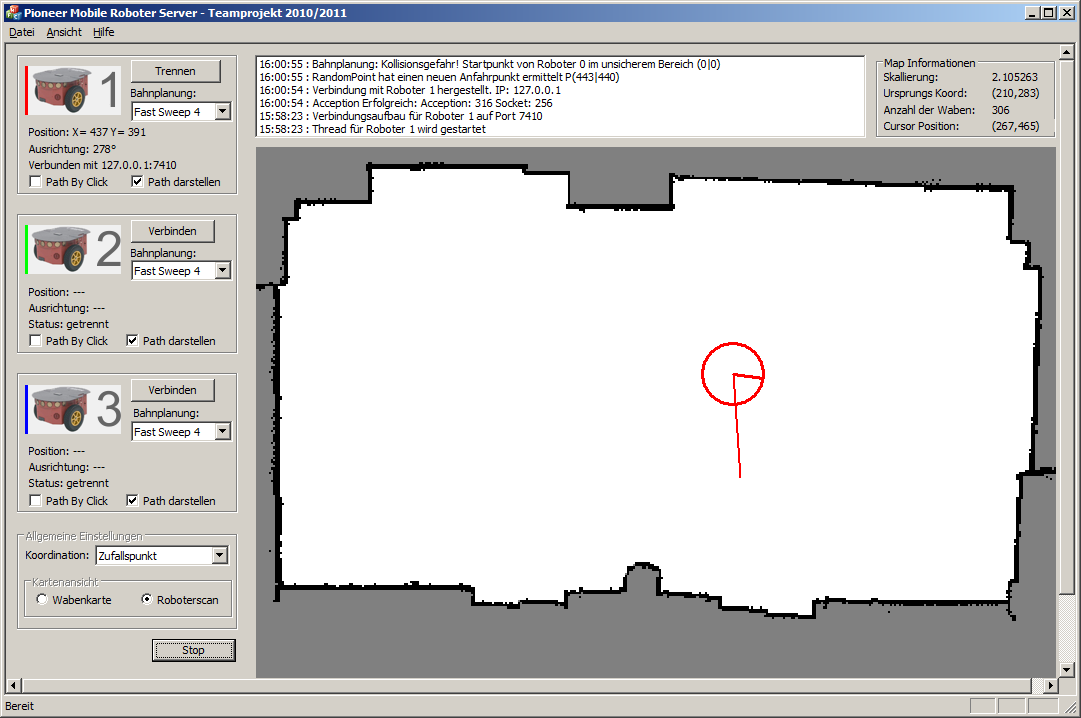 Pioneer Mobile Roboter Server - Teamprojekt 2010/2011
Datei Ansicht Hilfe
1
Trennen
Bahnplanung:
Fast Sweep 4
Position: X= 437 Y= 391
Ausrichtung: 278°
Verbunden mit 127.0.0.1:7410
Path By Click Path darstellen
2
Verbinden
Bahnplanung:
Fast Sweep 4
Position: ---
Ausrichtung: ---
Status: getrennt
Path By Click Path darstellen
3
Verbinden
Bahnplanung:
Fast Sweep 4
Position: ---
Ausrichtung: ---
Status: getrennt
Path By Click Path darstellen
Allgemeine Einstellungen
Koordination: Zufallspunkt
Kartenansicht
Wabenkarte Roboterscan
Stop
16:00:55 : Bahnplanung: Kollisionsgefahr! Startpunkt von Roboter 0 im unsicherem Bereich (0|0)
16:00:55 : RandomPoint hat einen neuen Anfahrpunkt ermittelt P(443|440)
16:00:54 : Verbindung mit Roboter 1 hergestellt. IP: 127.0.0.1
16:00:54 : Acception Erfolgreich: Acception: 316 Socket: 256
15:58:23 : Verbindungsaufbau für Roboter 1 auf Port 7410
15:58:23 : Thread für Roboter 1 wird gestartet
Map Informationen
Skallierung: 2.105263
Ursprungs Koord: (210,283)
Anzahl der Waben: 306
Cursor Position: (267,465)
Bereit